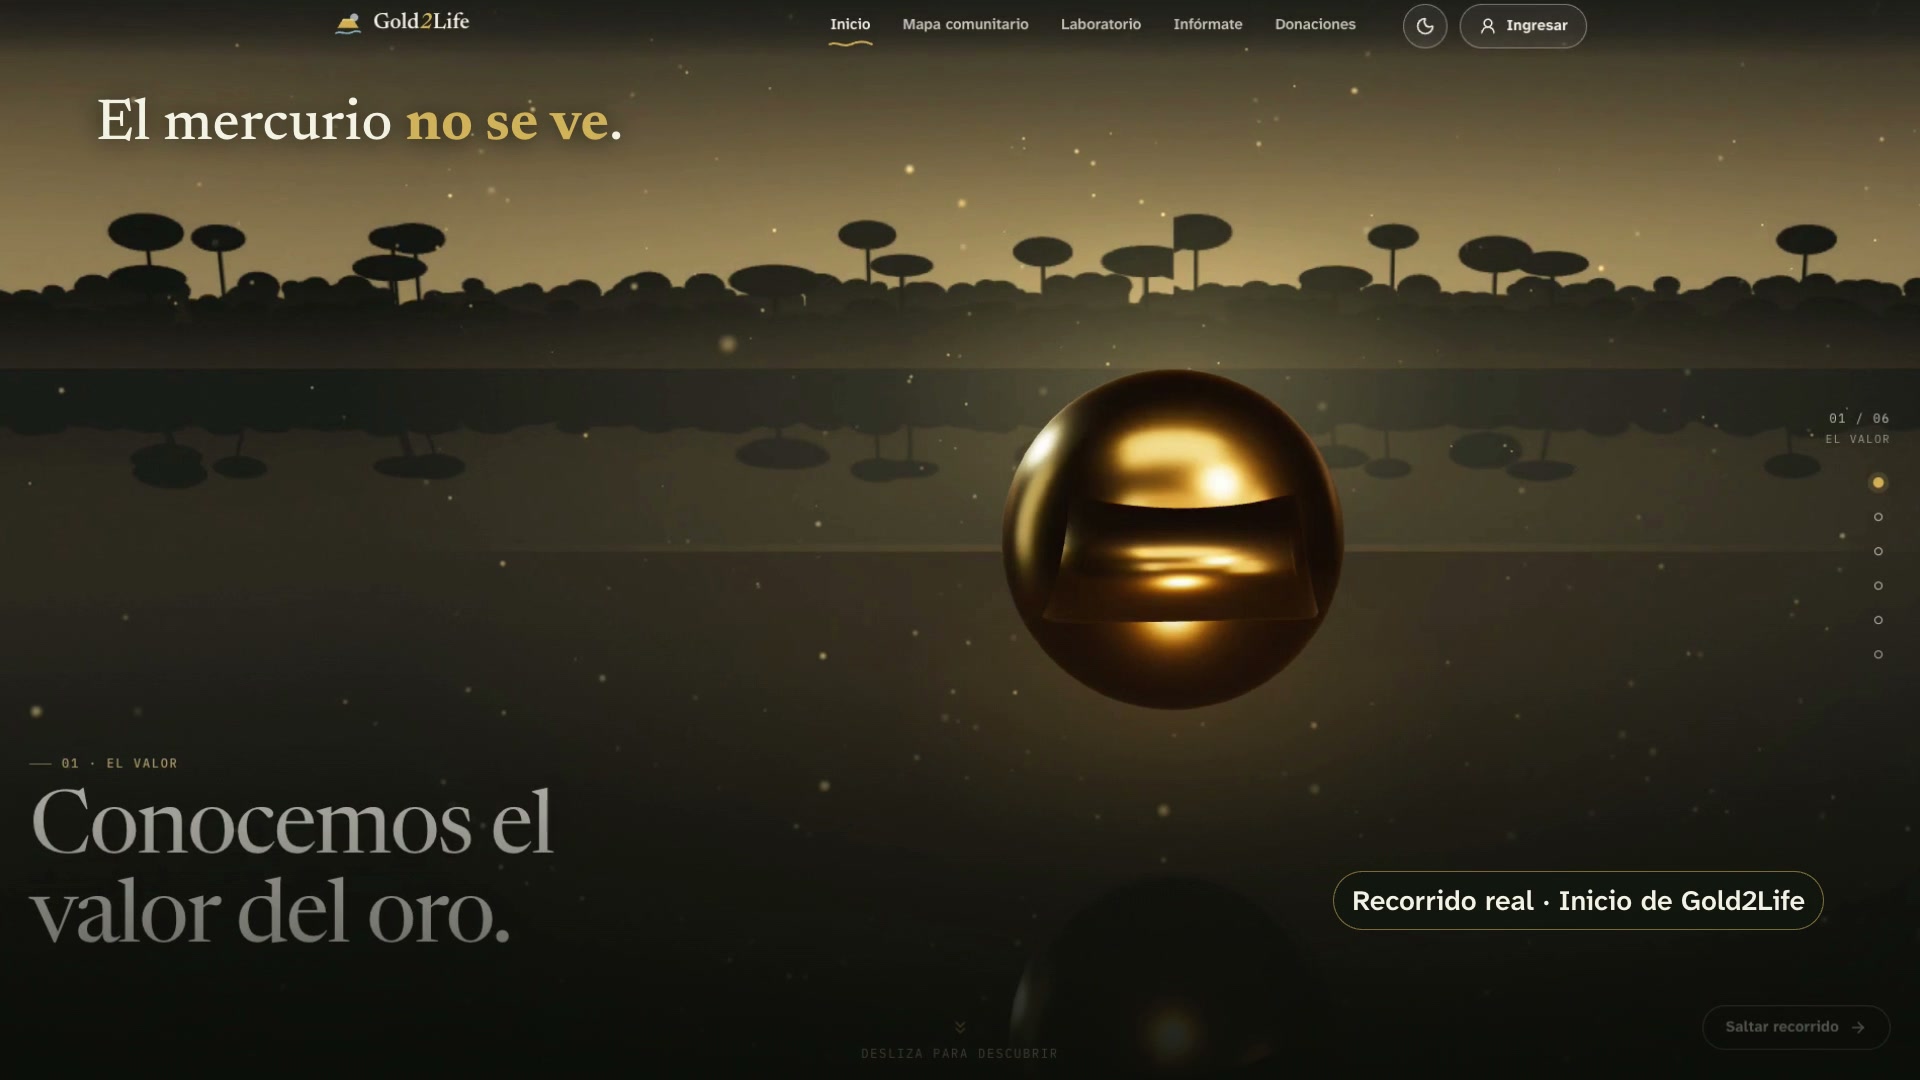 Gold2Life
Inicio
Mapa comunitario
Laboratorio
Infórmate
Donaciones
Ingresar
El mercurio no se ve.
01 / 06
EL VALOR
01 · EL VALOR
Conocemos el
valor del oro.
Recorrido real · Inicio de Gold2Life
Saltar recorrido
DESLIZA PARA DESCUBRIR